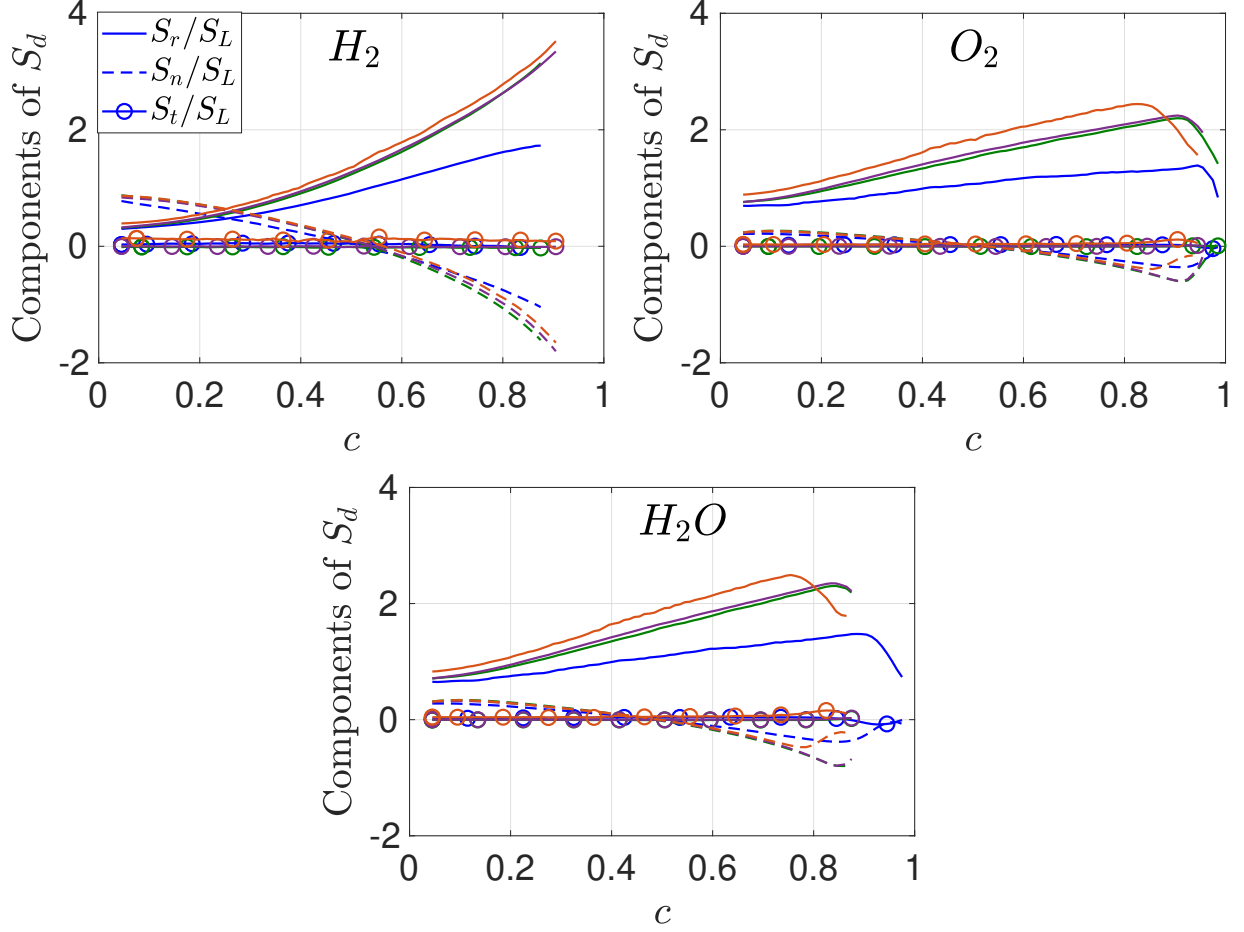 Components of S_d
4
2
0
-2
S_r/S_L
S_n/S_L
S_t/S_L
H_2
0 0.2 0.4 0.6 0.8 1
c
Components of S_d
4
2
0
-2
O_2
0 0.2 0.4 0.6 0.8 1
c
Components of S_d
4
2
0
-2
H_2O
0 0.2 0.4 0.6 0.8 1
c